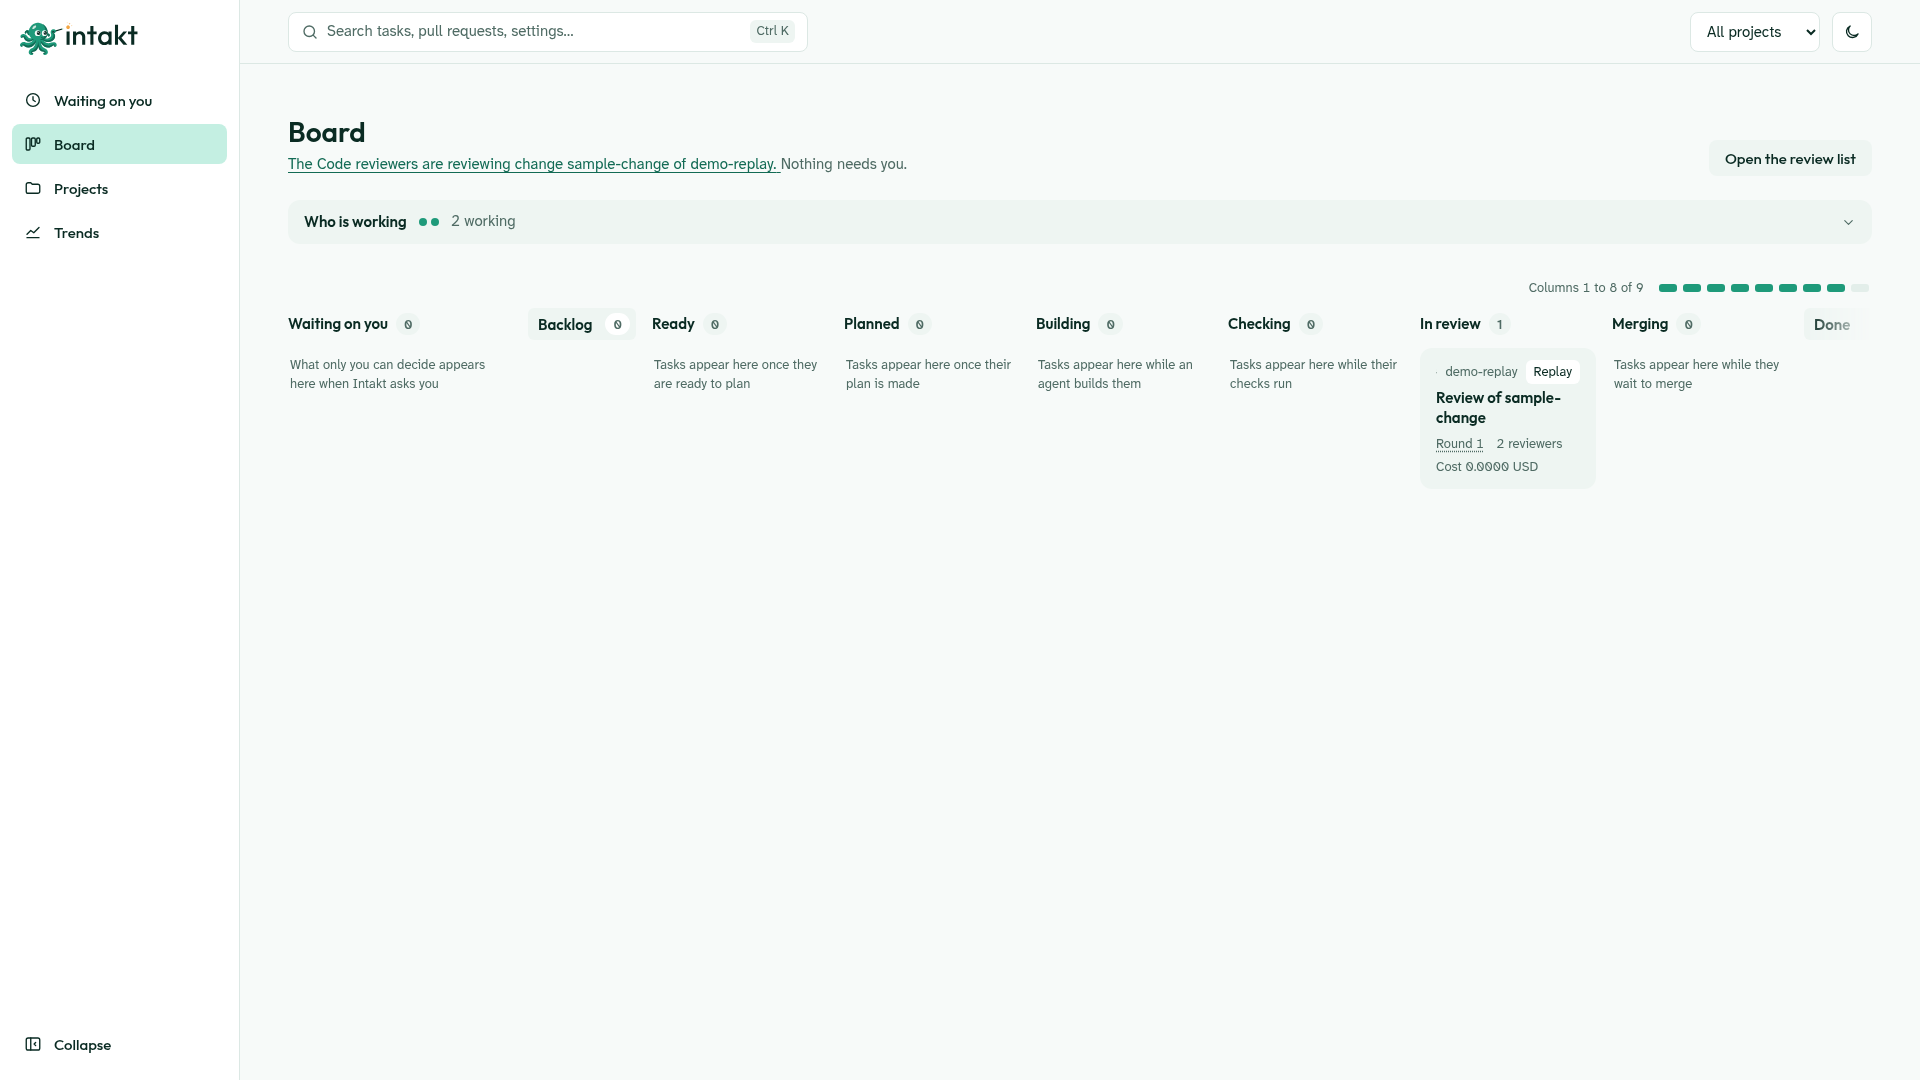 intakt
Search tasks, pull requests, settings...
Ctrl K
All projects
Waiting on you
Board
Projects
Trends
Collapse
Board
The Code reviewers are reviewing change sample-change of demo-replay. Nothing needs you.
Open the review list
Who is working
2 working
Columns 1 to 8 of 9
Waiting on you 0
What only you can decide appears
here when Intakt asks you
Backlog 0
Ready 0
Tasks appear here once they
are ready to plan
Planned 0
Tasks appear here once their
plan is made
Building 0
Tasks appear here while an
agent builds them
Checking 0
Tasks appear here while their
checks run
In review 1
demo-replay Replay
Review of sample-
change
Round 1 2 reviewers
Cost 0.0000 USD
Merging 0
Tasks appear here while they
wait to merge
Done